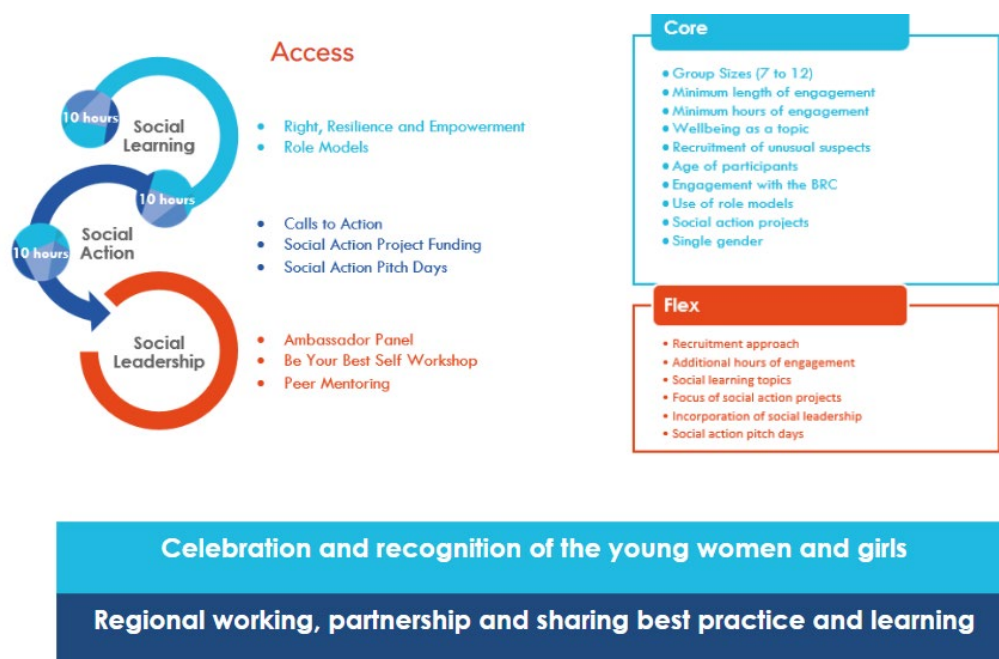 Access
10 hours
Social
Learning
• Right, Resilience and Empowerment
• Role Models
10 hours
Social
Action
10 hours
• Calls to Action
• Social Action Project Funding
• Social Action Pitch Days
Social
Leadership
• Ambassador Panel
• Be Your Best Self Workshop
• Peer Mentoring
Core
• Group Sizes (7 to 12)
• Minimum length of engagement
• Minimum hours of engagement
• Wellbeing as a topic
• Recruitment of unusual suspects
• Age of participants
• Engagement with the BRC
• Use of role models
• Social action projects
• Single gender
Flex
• Recruitment approach
• Additional hours of engagement
• Social learning topics
• Focus of social action projects
• Incorporation of social leadership
• Social action pitch days
Celebration and recognition of the young women and girls
Regional working, partnership and sharing best practice and learning